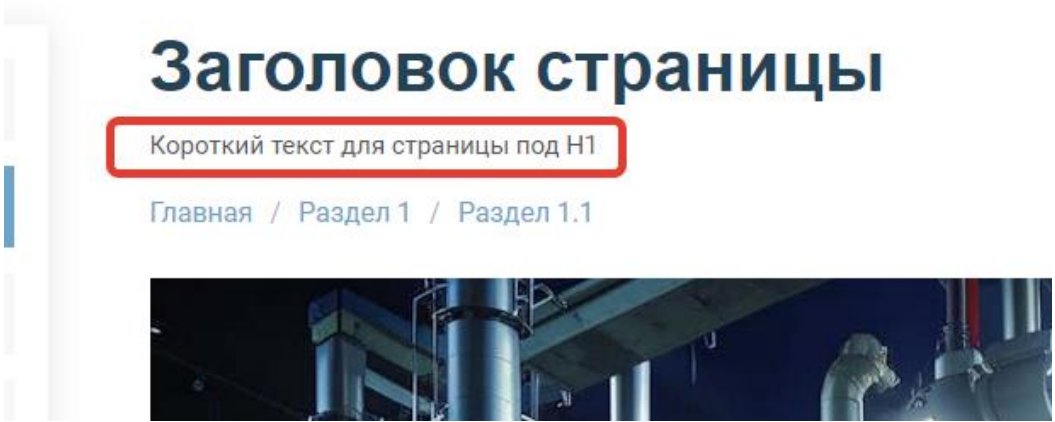 Заголовок страницы
Короткий текст для страницы под H1
Главная / Раздел 1 / Раздел 1.1